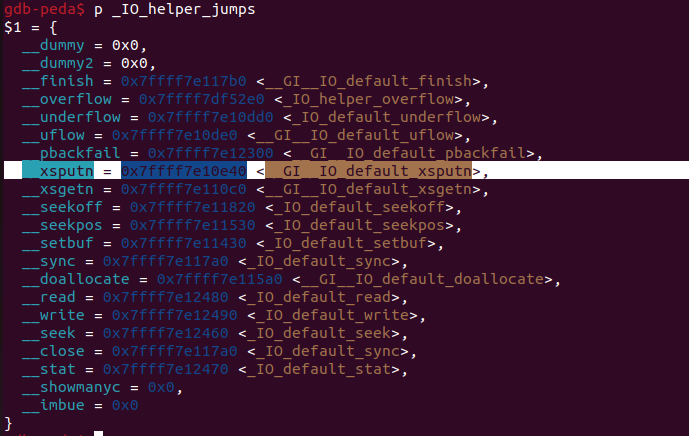 gdb-peda$ p _IO_helper_jumps
$1 = {
  __dummy = 0x0,
  __dummy2 = 0x0,
  __finish = 0x7ffff7e117b0 <__GI__IO_default_finish>,
  __overflow = 0x7ffff7df52e0 <_IO_helper_overflow>,
  __underflow = 0x7ffff7e10dd0 <_IO_default_underflow>,
  __uflow = 0x7ffff7e10de0 <__GI__IO_default_uflow>,
  __pbackfail = 0x7ffff7e12300 <__GI__IO_default_pbackfail>,
  __xsputn = 0x7ffff7e10e40 <__GI__IO_default_xsputn>,
  __xsgetn = 0x7ffff7e110c0 <__GI__IO_default_xsgetn>,
  __seekoff = 0x7ffff7e11820 <_IO_default_seekoff>,
  __seekpos = 0x7ffff7e11530 <_IO_default_seekpos>,
  __setbuf = 0x7ffff7e11430 <_IO_default_setbuf>,
  __sync = 0x7ffff7e117a0 <_IO_default_sync>,
  __doallocate = 0x7ffff7e115a0 <__GI__IO_default_doallocate>,
  __read = 0x7ffff7e12480 <_IO_default_read>,
  __write = 0x7ffff7e12490 <_IO_default_write>,
  __seek = 0x7ffff7e12460 <_IO_default_seek>,
  __close = 0x7ffff7e117a0 <_IO_default_sync>,
  __stat = 0x7ffff7e12470 <_IO_default_stat>,
  __showmanyc = 0x0,
  __imbue = 0x0
}